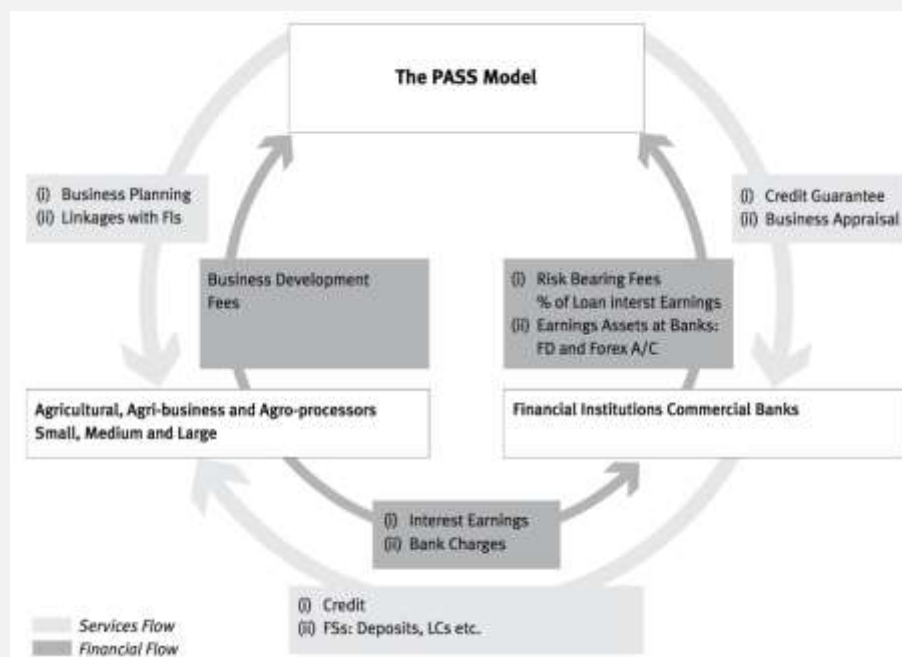 The PASS Model
(i) Business Planning
(ii) Linkages with FIs
(i) Credit Guarantee
(ii) Business Appraisal
Business Development
Fees
(i) Risk Bearing Fees
% of Loan interst Earnings
(ii) Earnings Assets at Banks:
FD and Forex A/C
Agricultural, Agri-business and Agro-processors
Small, Medium and Large
Financial Institutions Commercial Banks
(i) Interest Earnings
(ii) Bank Charges
(i) Credit
(ii) FSs: Deposits, LCs etc.
Services Flow
Financial Flow